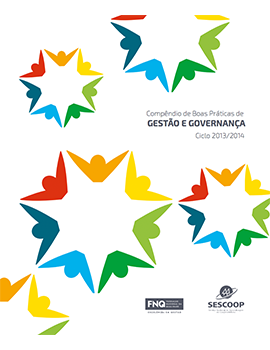 Compêndio de Boas Práticas de
GESTÃO E GOVERNANÇA
Ciclo 2013/2014
FNQ
SESCOOP